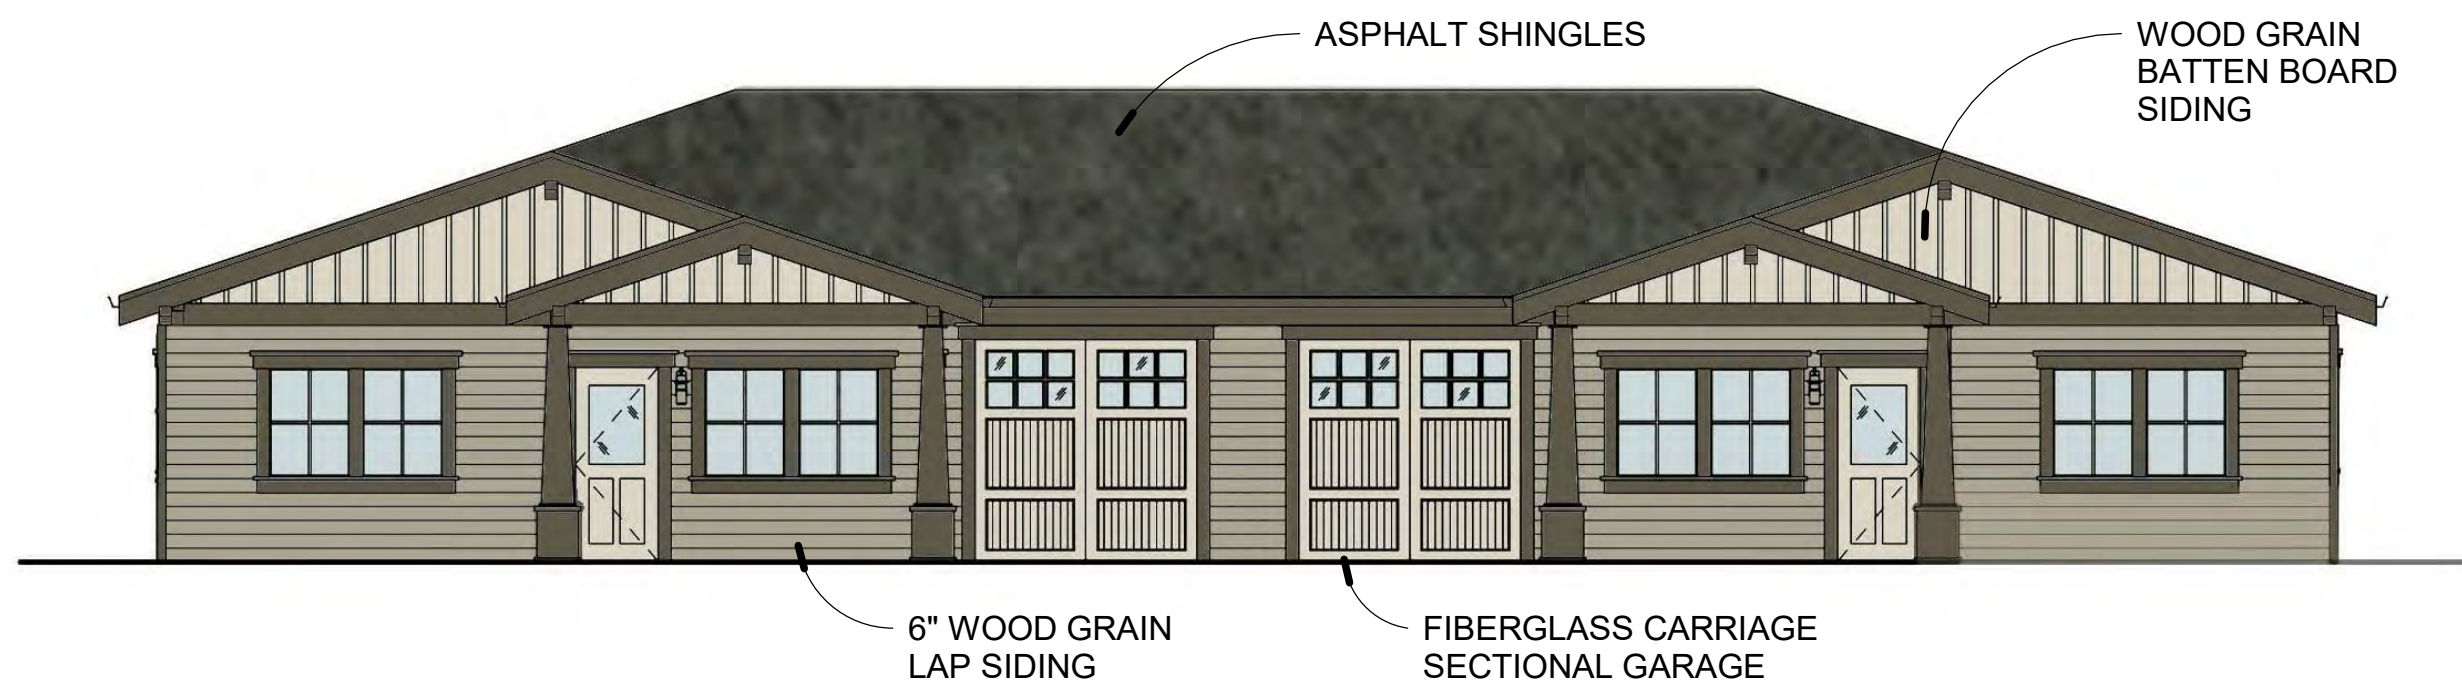 ASPHALT SHINGLES
WOOD GRAIN
BATTEN BOARD
SIDING
6" WOOD GRAIN
LAP SIDING
FIBERGLASS CARRIAGE
SECTIONAL GARAGE